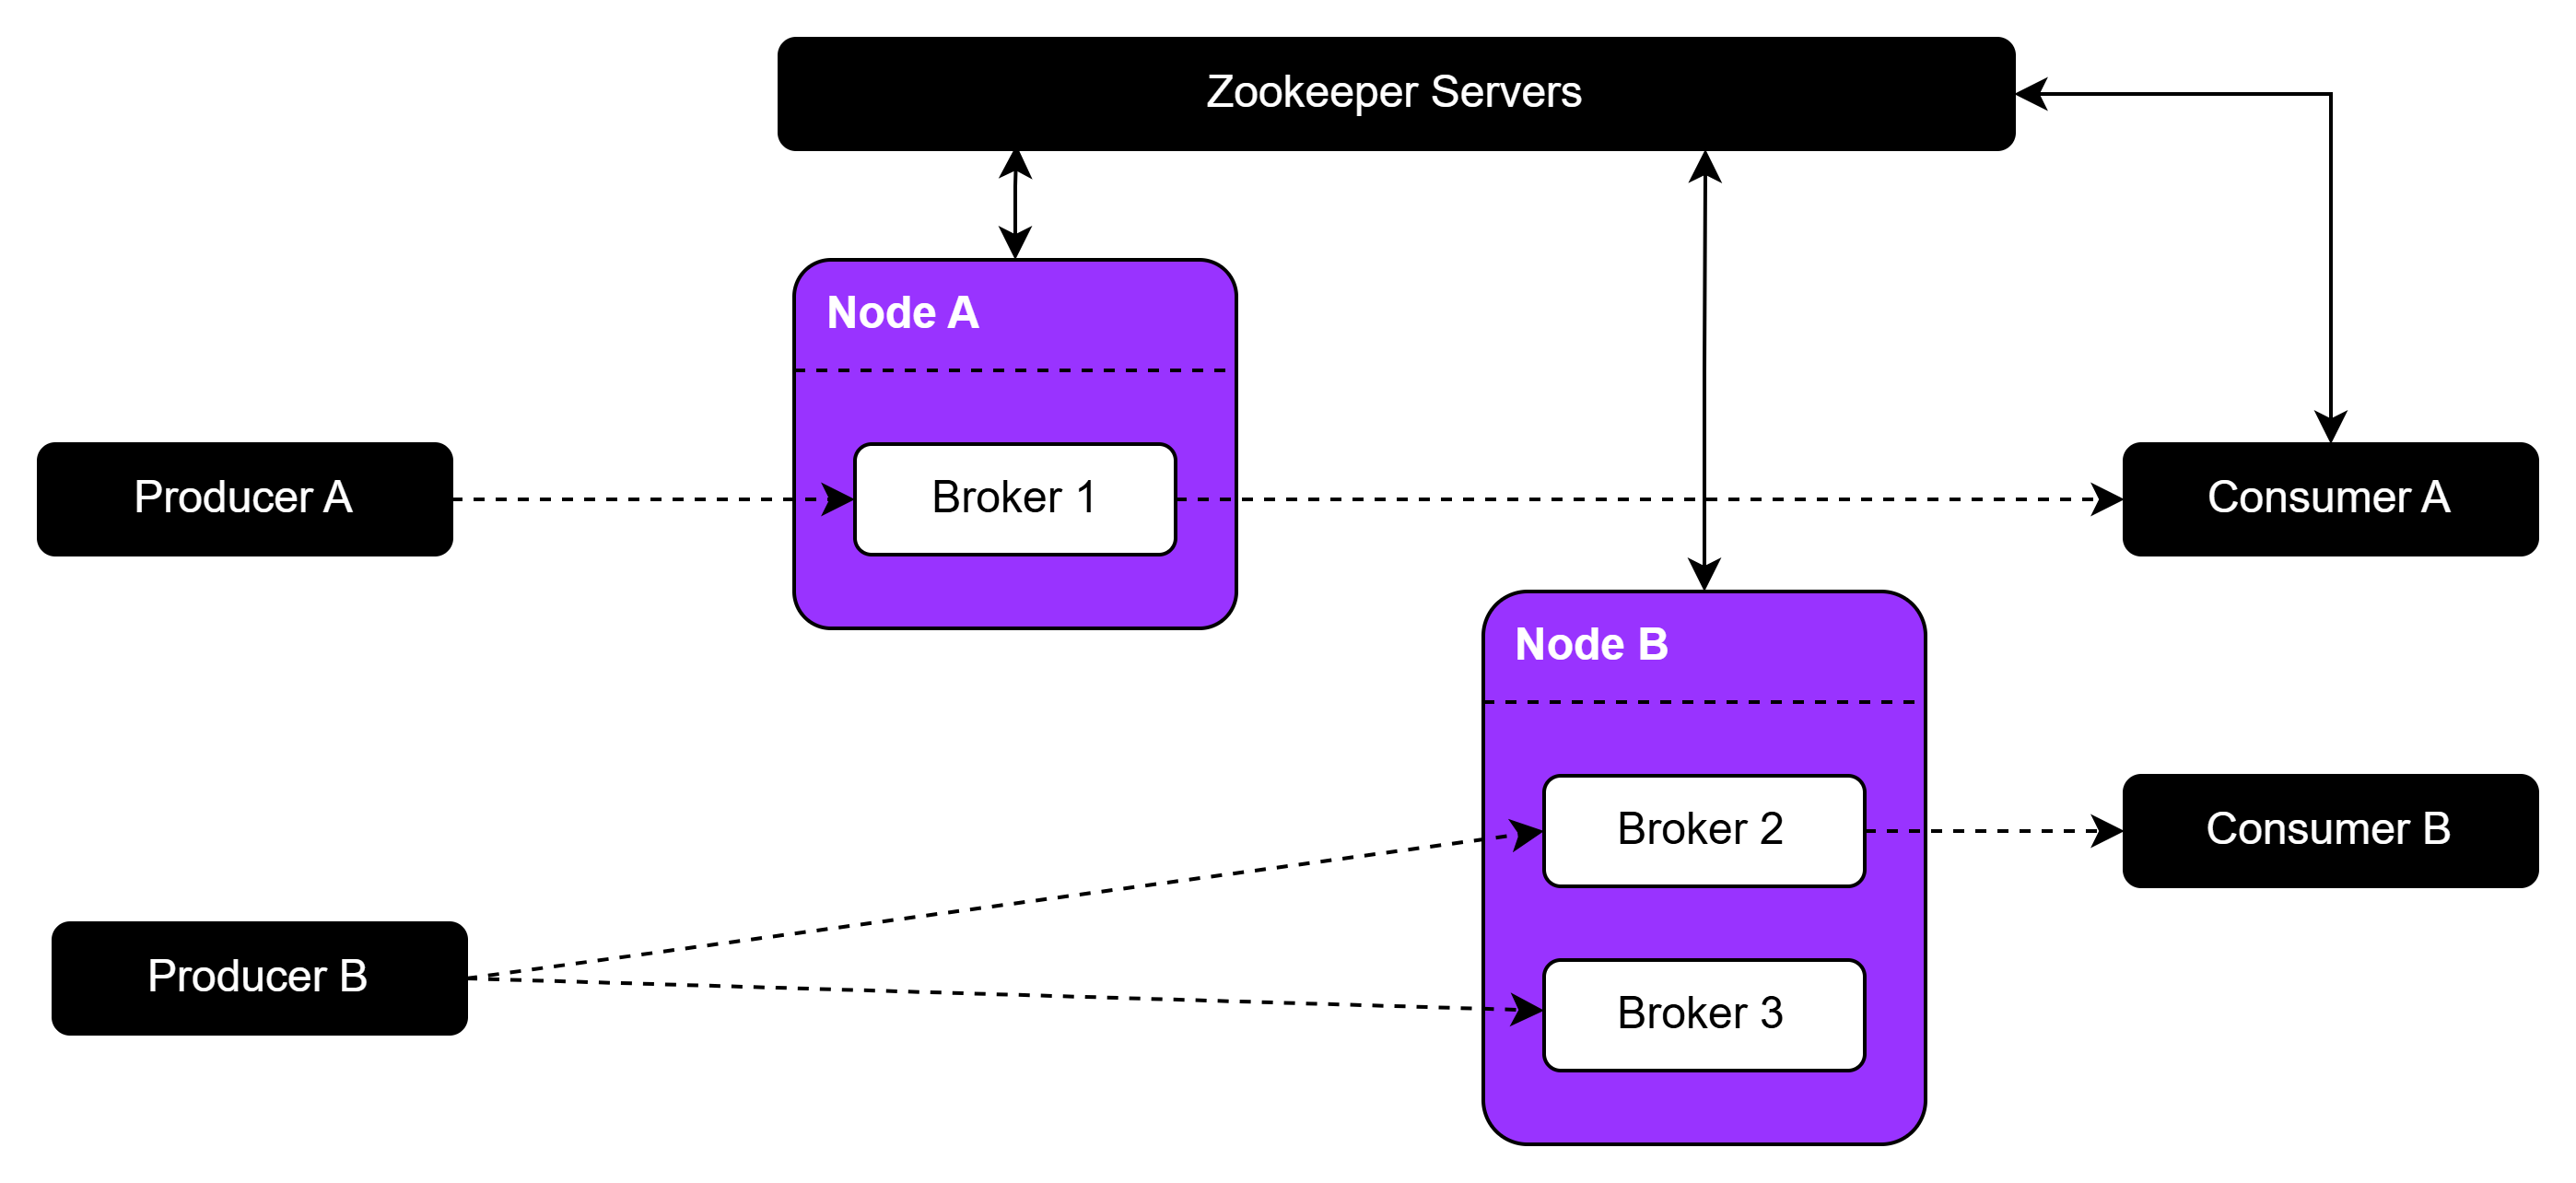 Zookeeper Servers
Node A
Producer A
Broker 1
Consumer A
Node B
Broker 2
Consumer B
Producer B
Broker 3